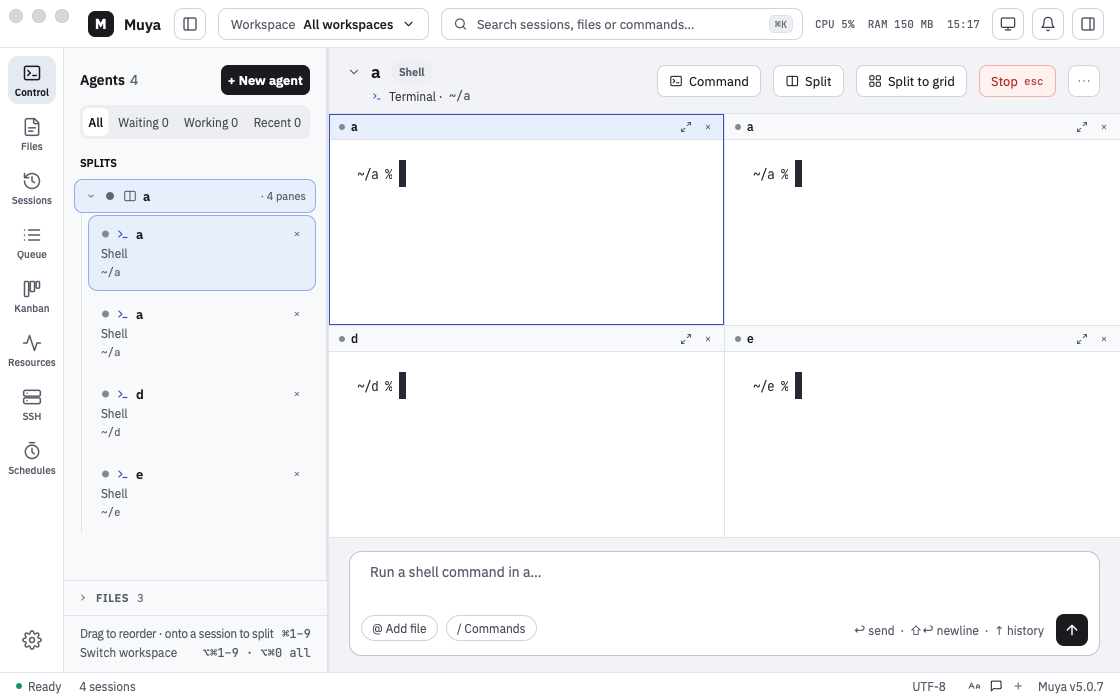 M Muya Workspace All workspaces Search sessions, files or commands... ⌘K CPU 5% RAM 150 MB 15:17
Control
Files
Sessions
Queue
Kanban
Resources
SSH
Schedules
Agents 4 + New agent
All Waiting 0 Working 0 Recent 0
SPLITS
a · 4 panes
a ×
Shell
~/a
a ×
Shell
~/a
d ×
Shell
~/d
e ×
Shell
~/e
FILES 3
Drag to reorder · onto a session to split ⌘1–9
Switch workspace ⌥⌘1–9 · ⌥⌘0 all
a Shell
Terminal · ~/a
Command Split Split to grid Stop esc ···
a ×
~/a %
a ×
~/a %
d ×
~/d %
e ×
~/e %
Run a shell command in a...
@ Add file / Commands ↩ send · ⇧↩ newline · ↑ history
Ready 4 sessions UTF-8 Aa + Muya v5.0.7